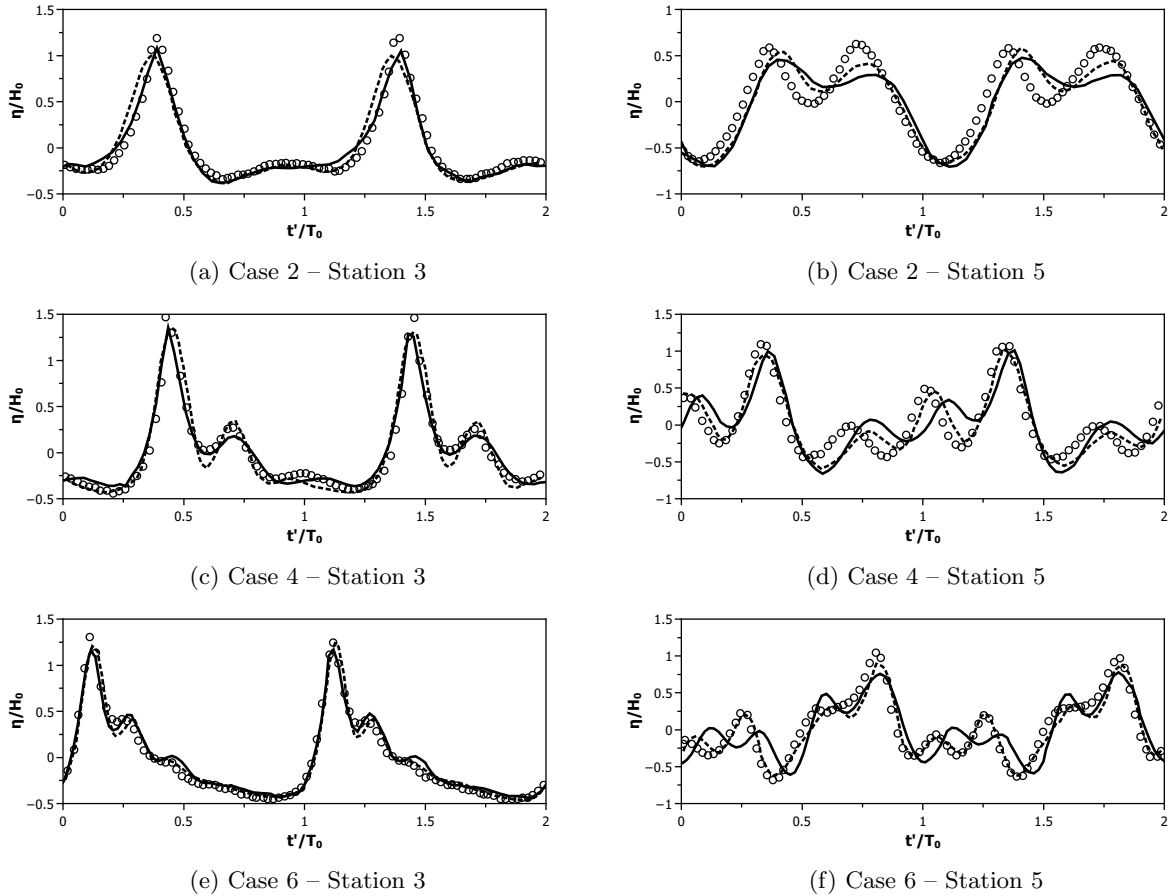 1.5
1
0.5
0
−0.5
η/H₀
0 0.5 1 1.5 2
t'/T₀
(a) Case 2 – Station 3
1
0.5
0
−0.5
−1
η/H₀
0 0.5 1 1.5 2
t'/T₀
(b) Case 2 – Station 5
1.5
1
0.5
0
−0.5
η/H₀
0 0.5 1 1.5 2
t'/T₀
(c) Case 4 – Station 3
1.5
1
0.5
0
−0.5
−1
η/H₀
0 0.5 1 1.5 2
t'/T₀
(d) Case 4 – Station 5
1.5
1
0.5
0
−0.5
η/H₀
0 0.5 1 1.5 2
t'/T₀
(e) Case 6 – Station 3
1.5
1
0.5
0
−0.5
−1
η/H₀
0 0.5 1 1.5 2
t'/T₀
(f) Case 6 – Station 5